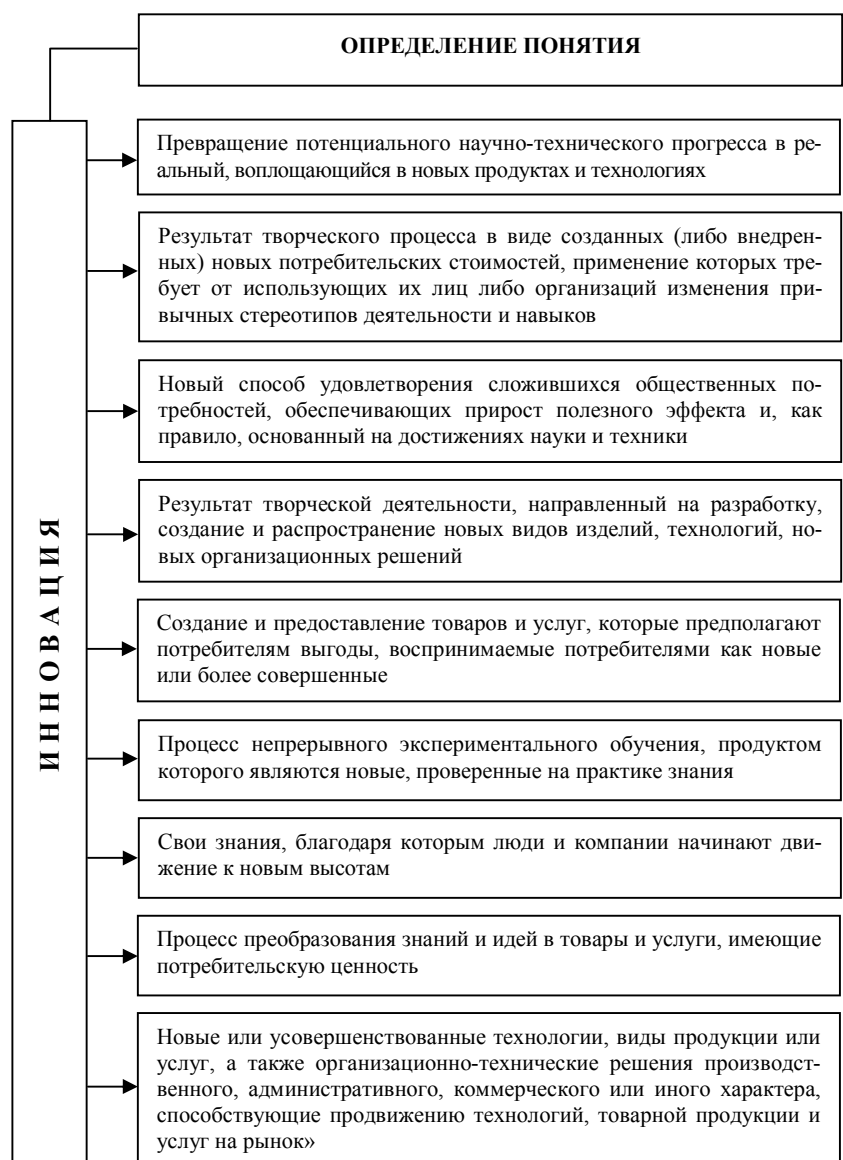 ОПРЕДЕЛЕНИЕ ПОНЯТИЯ
ИННОВАЦИЯ
Превращение потенциального научно-технического прогресса в ре-
альный, воплощающийся в новых продуктах и технологиях
Результат творческого процесса в виде созданных (либо внедрен-
ных) новых потребительских стоимостей, применение которых тре-
бует от использующих их лиц либо организаций изменения при-
вычных стереотипов деятельности и навыков
Новый способ удовлетворения сложившихся общественных по-
требностей, обеспечивающих прирост полезного эффекта и, как
правило, основанный на достижениях науки и техники
Результат творческой деятельности, направленный на разработку,
создание и распространение новых видов изделий, технологий, но-
вых организационных решений
Создание и предоставление товаров и услуг, которые предполагают
потребителям выгоды, воспринимаемые потребителями как новые
или более совершенные
Процесс непрерывного экспериментального обучения, продуктом
которого являются новые, проверенные на практике знания
Свои знания, благодаря которым люди и компании начинают дви-
жение к новым высотам
Процесс преобразования знаний и идей в товары и услуги, имеющие
потребительскую ценность
Новые или усовершенствованные технологии, виды продукции или
услуг, а также организационно-технические решения производст-
венного, административного, коммерческого или иного характера,
способствующие продвижению технологий, товарной продукции и
услуг на рынок»